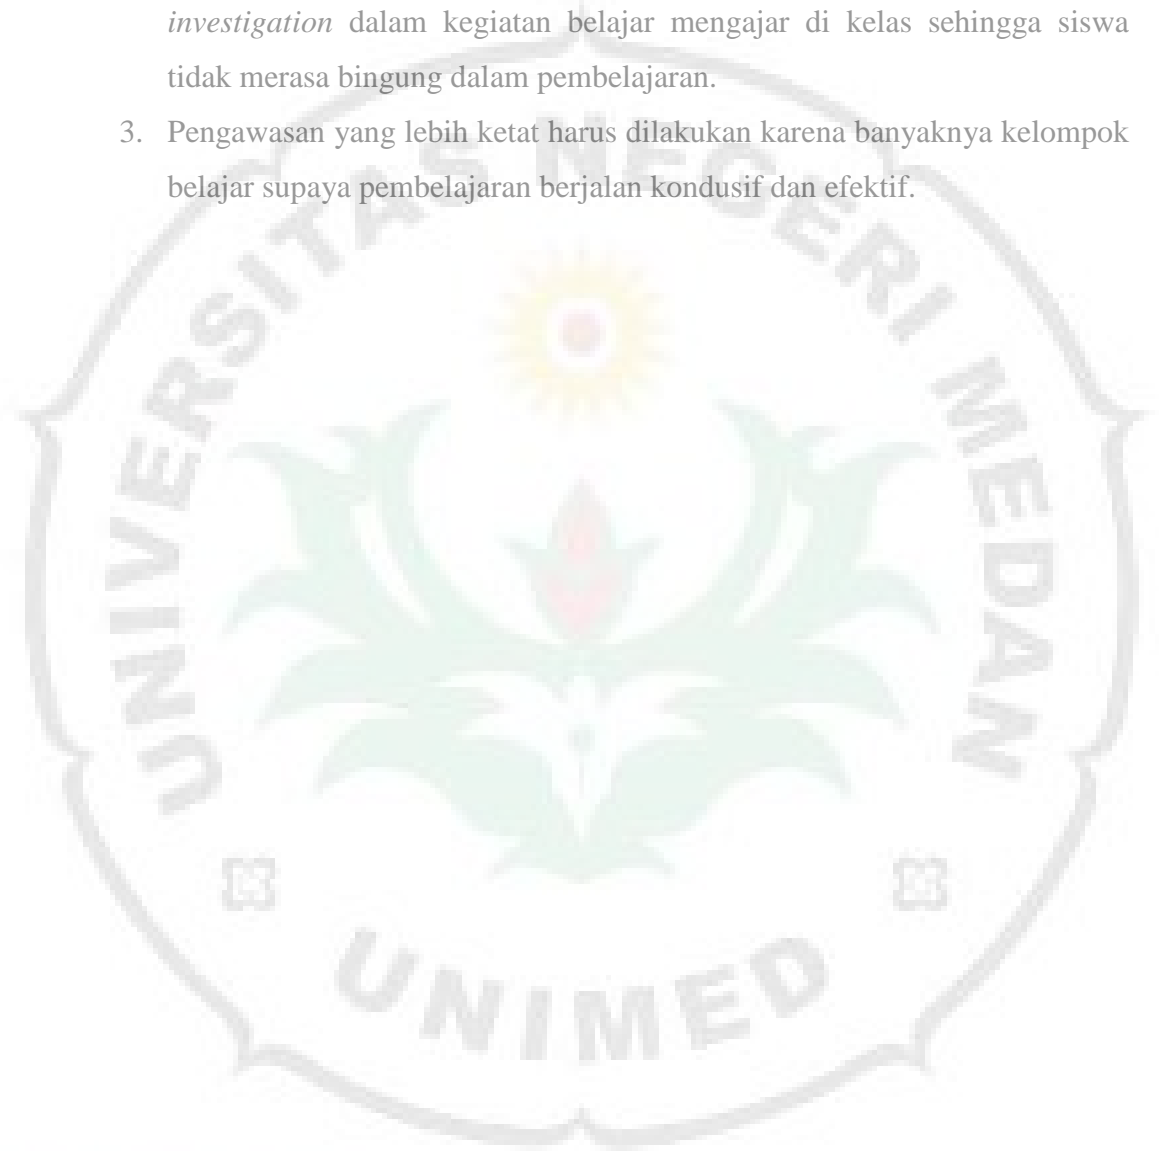 investigation dalam kegiatan belajar mengajar di kelas sehingga siswa
tidak merasa bingung dalam pembelajaran.
3. Pengawasan yang lebih ketat harus dilakukan karena banyaknya kelompok
belajar supaya pembelajaran berjalan kondusif dan efektif.
UNIVERSITAS NEGERI MEDAN
UNIMED